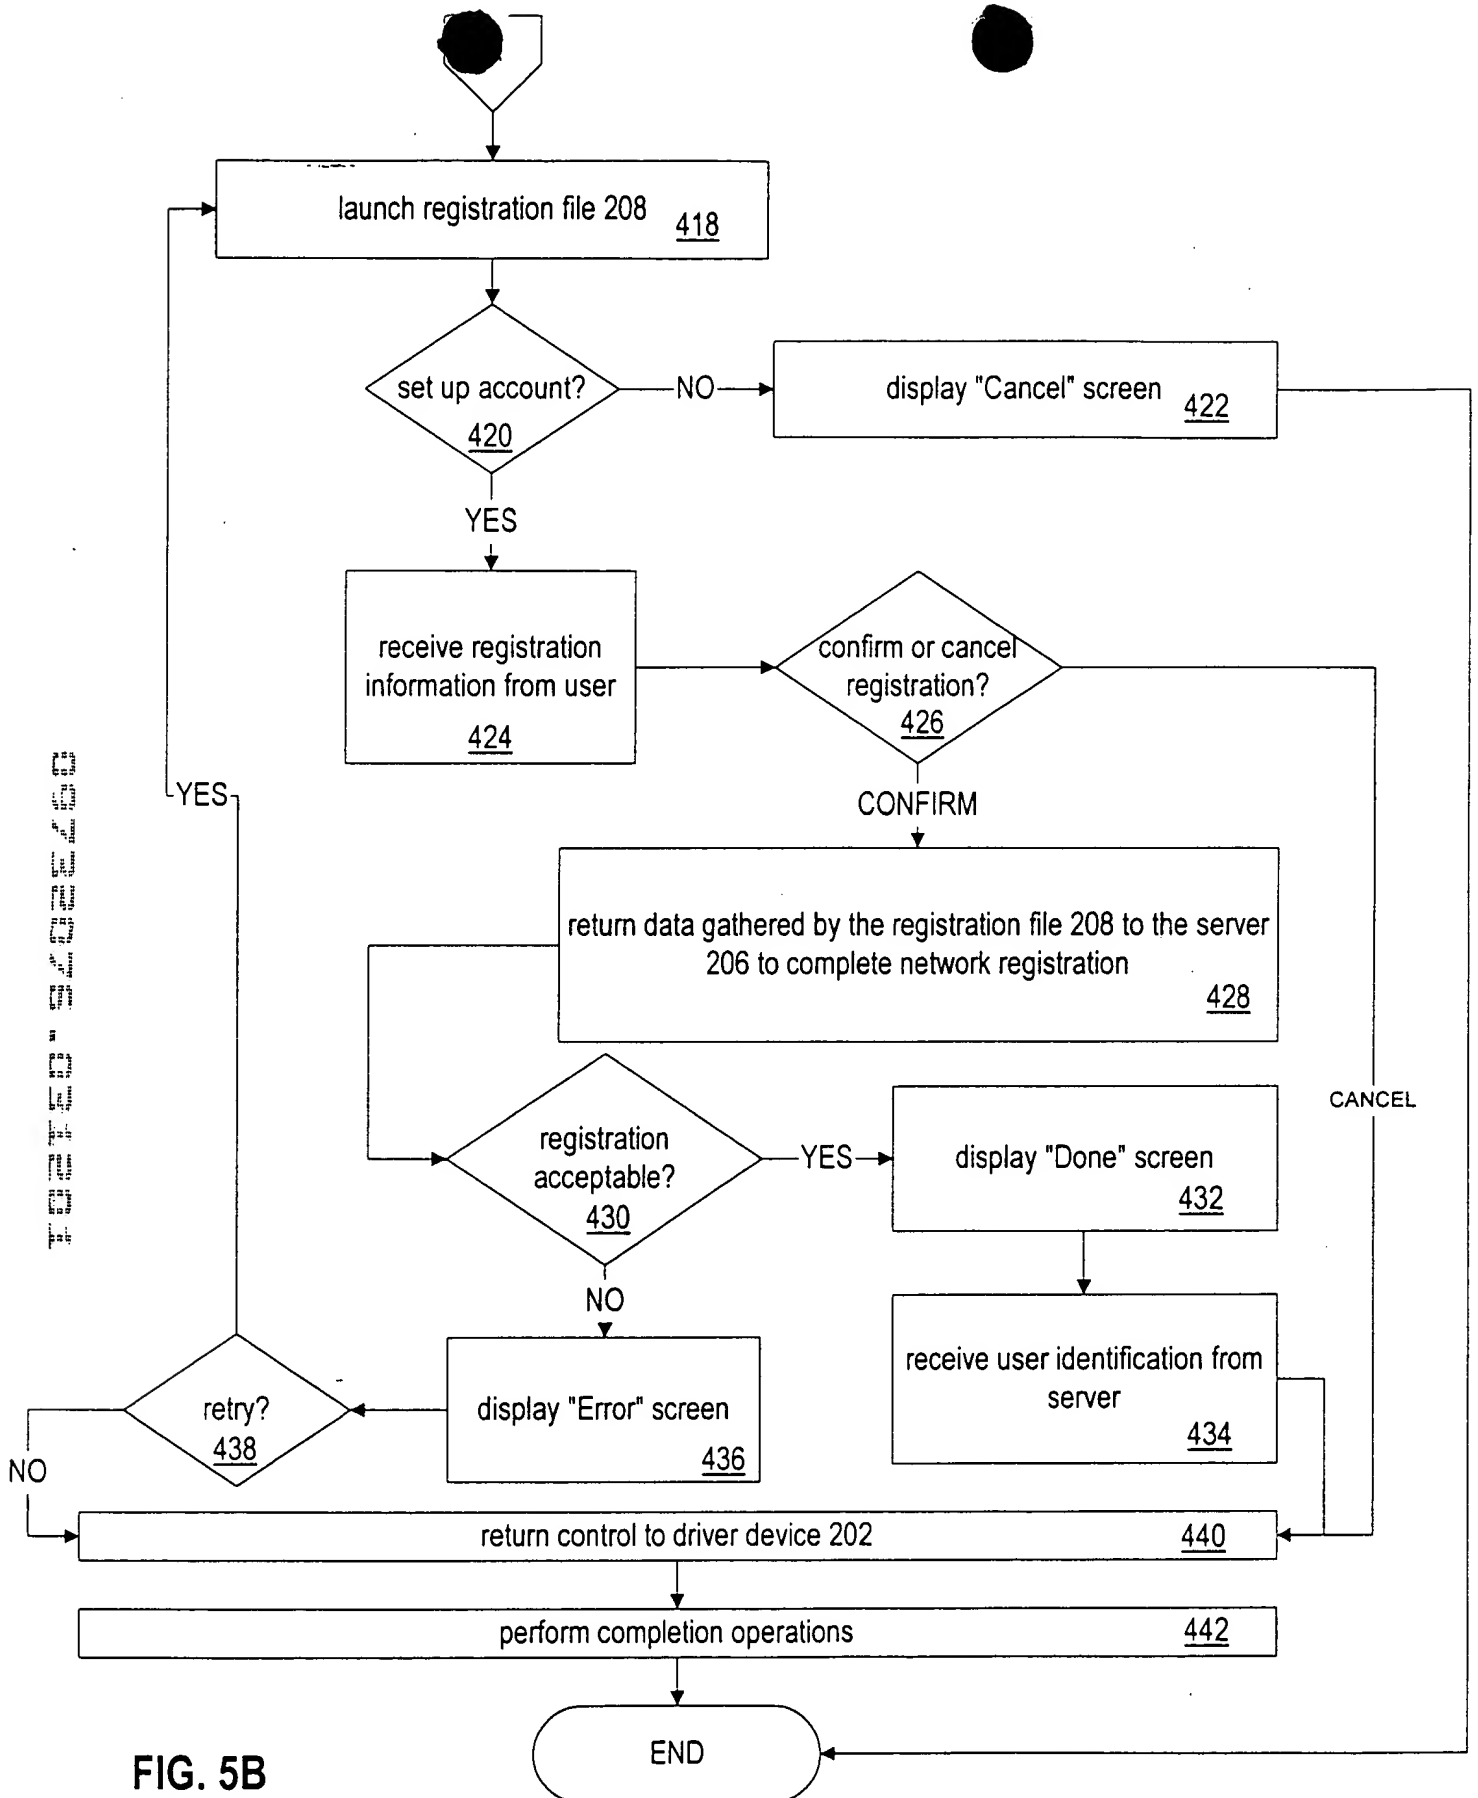 launch registration file 208
418
set up account?
420
NO
display "Cancel" screen
422
YES
receive registration
information from user
424
confirm or cancel
registration?
426
YES
CONFIRM
return data gathered by the registration file 208 to the server
206 to complete network registration
428
CANCEL
registration
acceptable?
430
YES
display "Done" screen
432
NO
receive user identification from
server
434
display "Error" screen
436
retry?
438
NO
return control to driver device 202
440
perform completion operations
442
END
FIG. 5B
09732025.031201